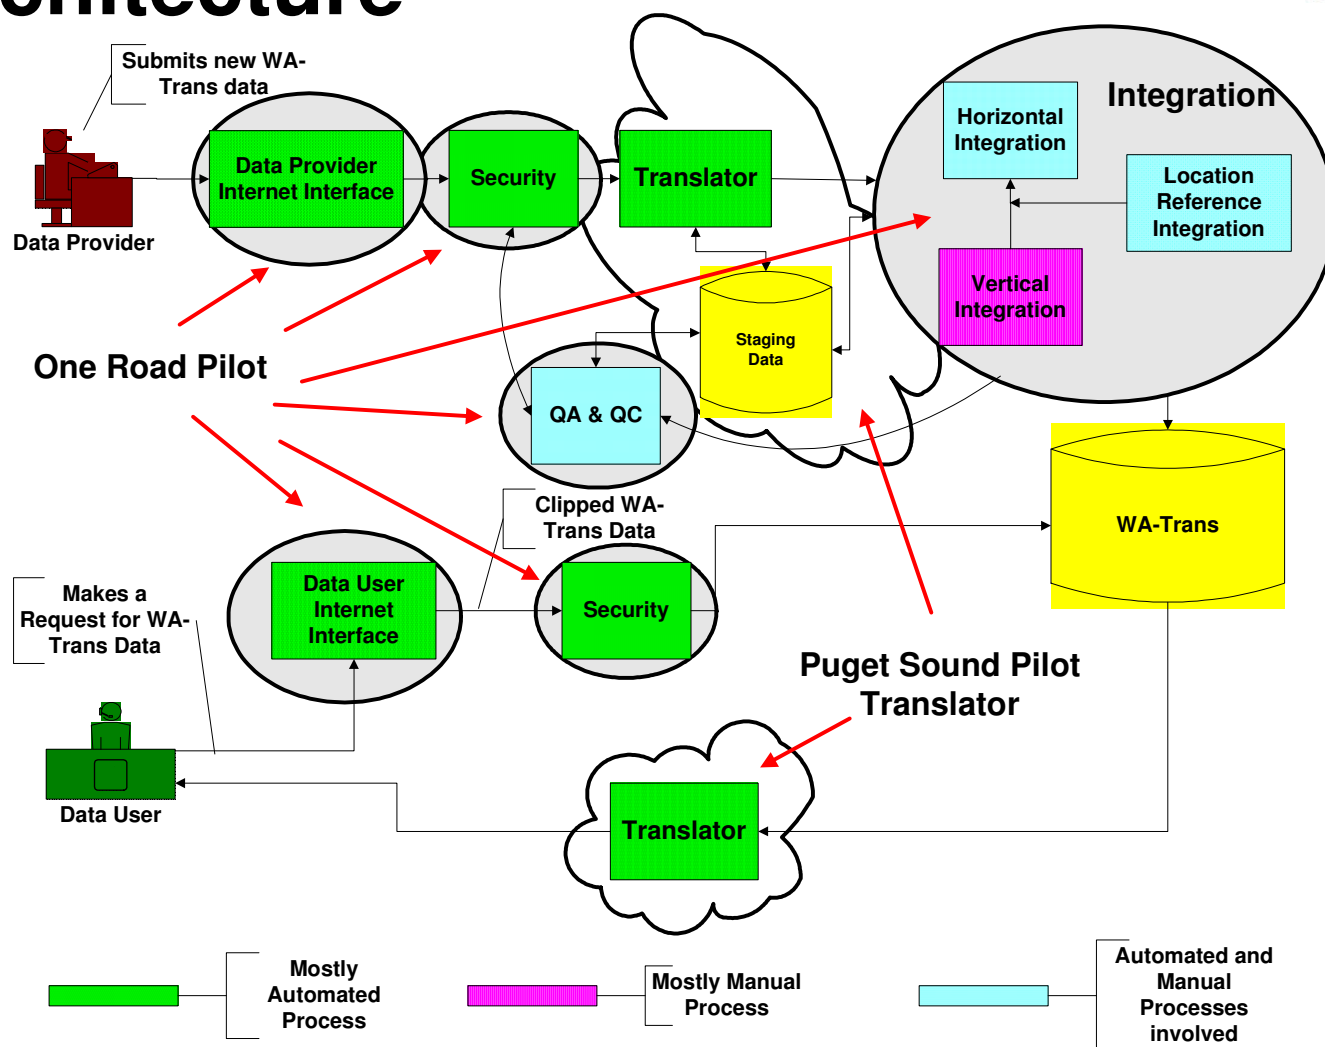 chitecture
Submits new WA-
Trans data
Data Provider
Data Provider
Internet Interface
Security
Translator
Integration
Horizontal
Integration
Location
Reference
Integration
Vertical
Integration
Staging
Data
One Road Pilot
QA & QC
Clipped WA-
Trans Data
WA-Trans
Data User
Internet
Interface
Security
Makes a
Request for WA-
Trans Data
Puget Sound Pilot
Translator
Data User
Translator
Mostly
Automated
Process
Mostly Manual
Process
Automated and
Manual
Processes
involved